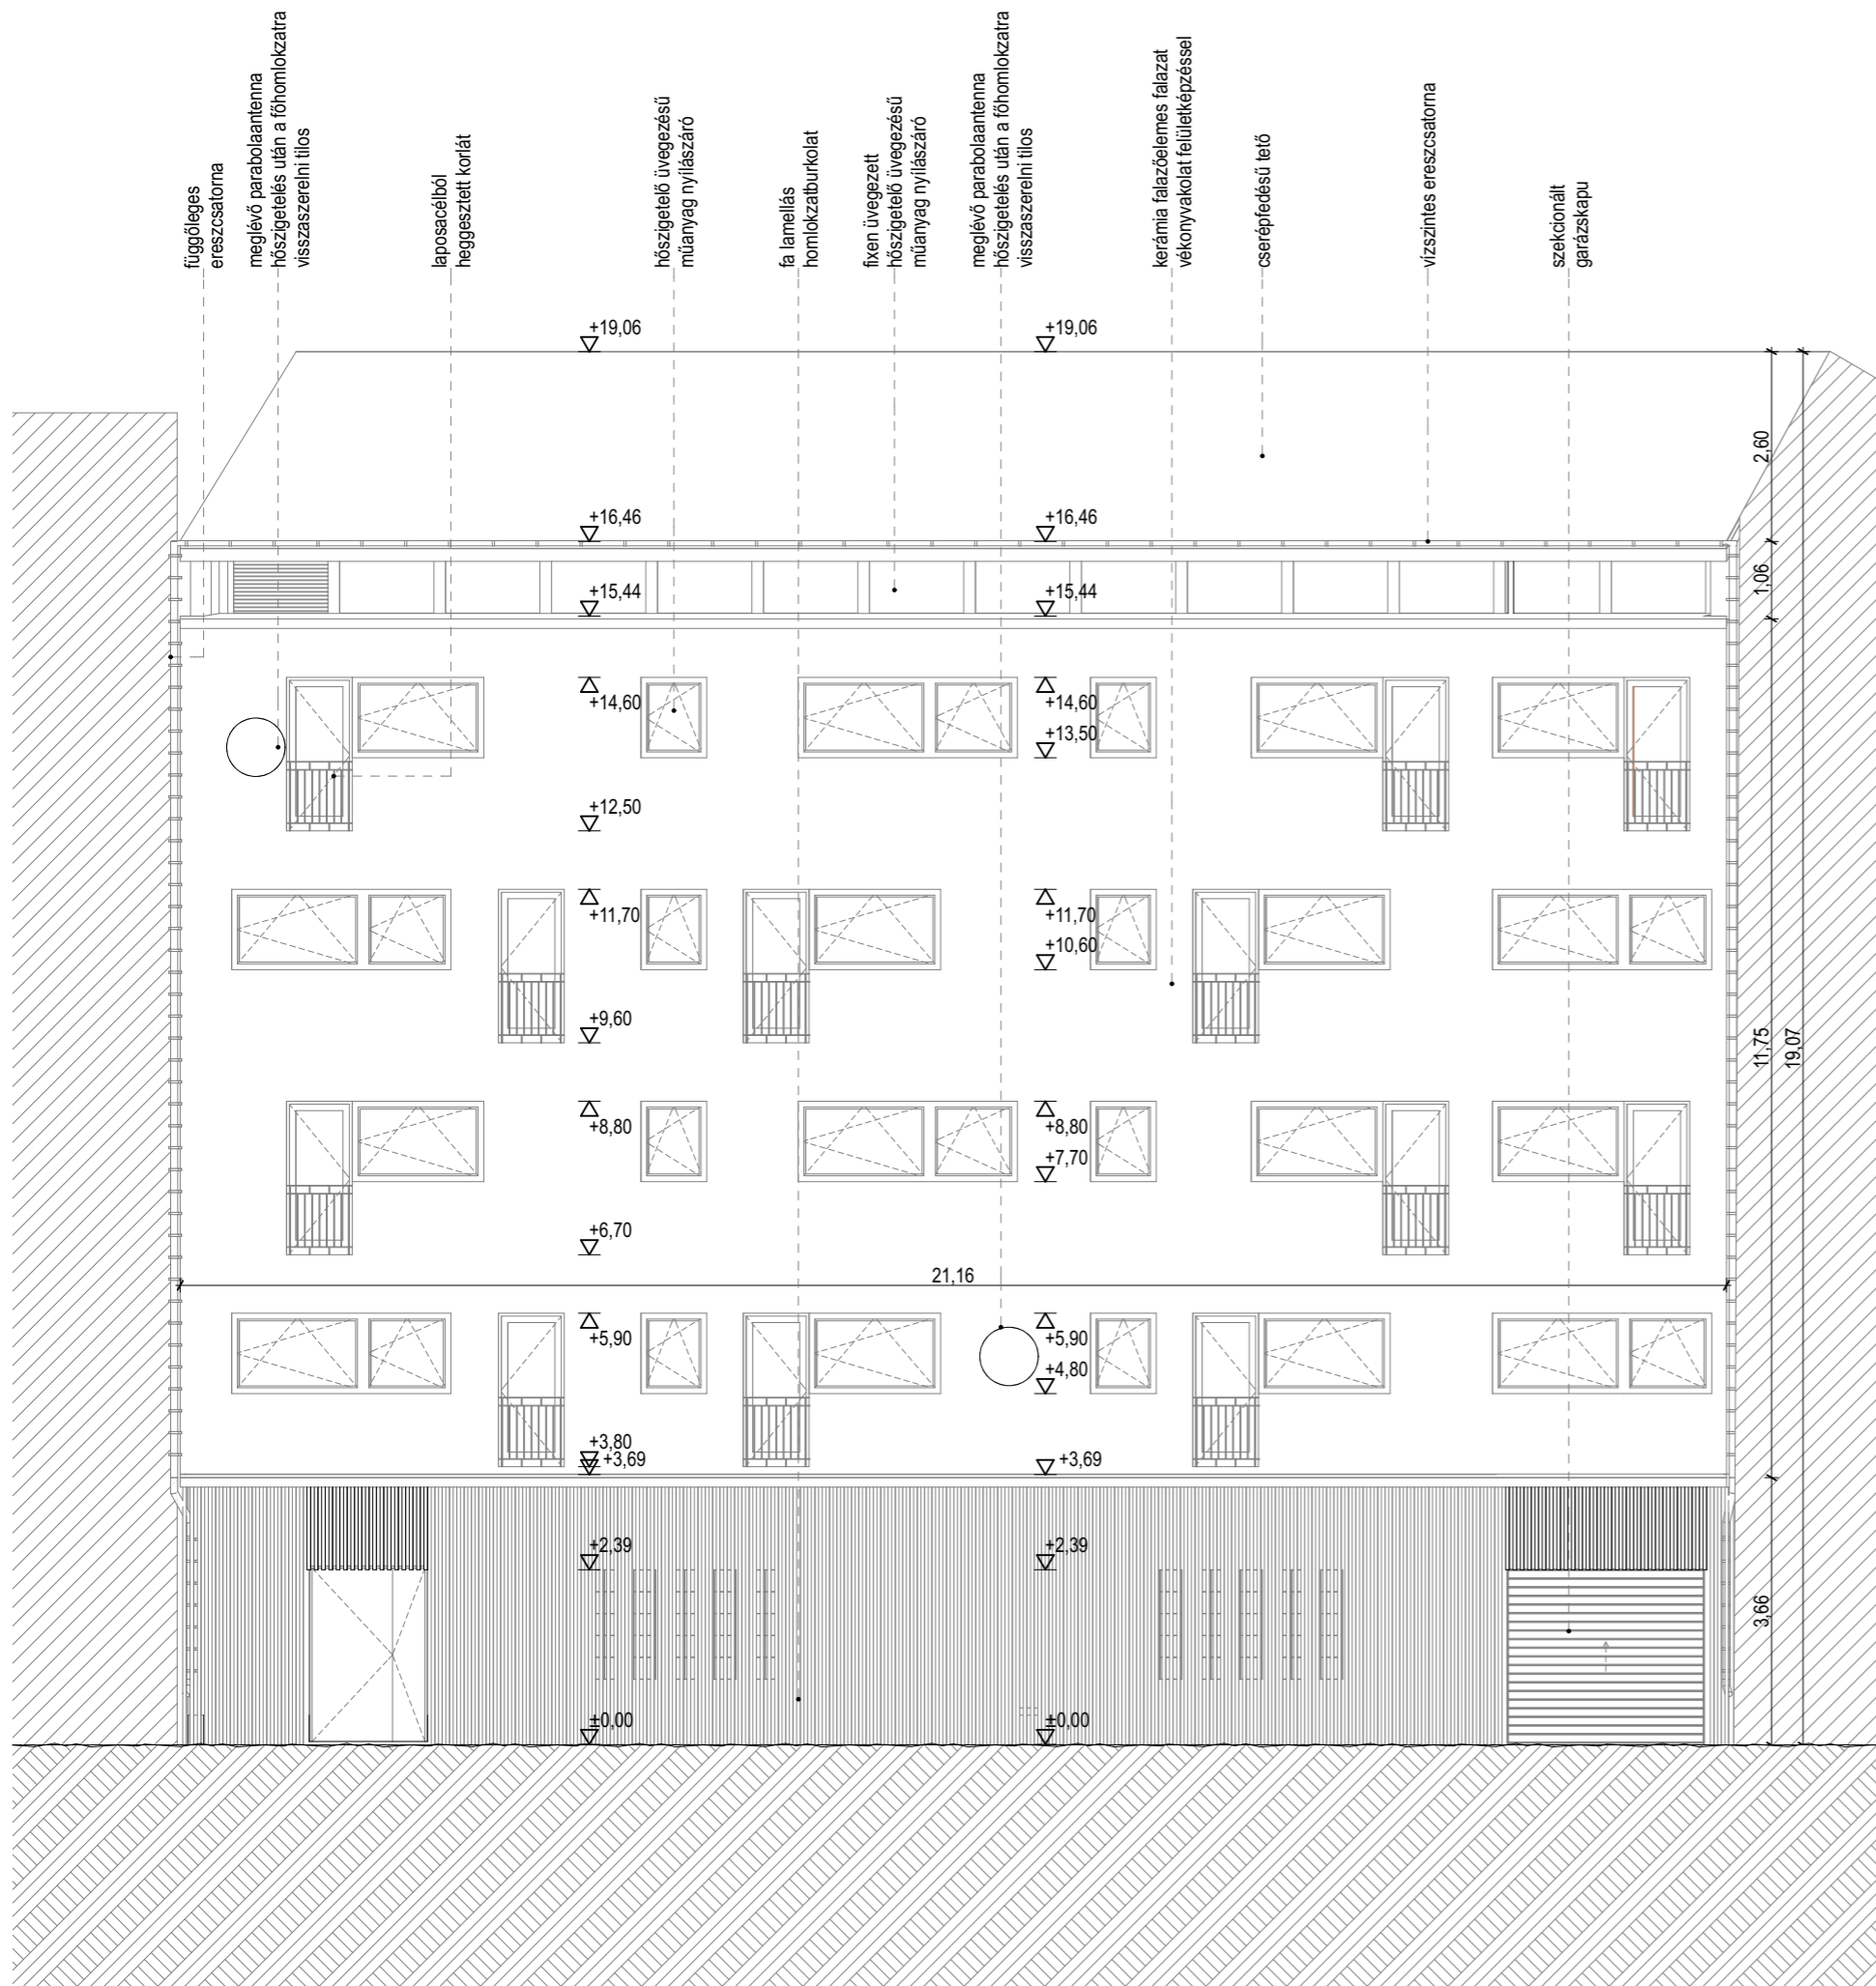 függőleges
ereszcsatorna
meglévő parabolaantenna
hőszigetelés után a főhomlokzatra
visszaszerelni tilos
laposacélból
heggesztett korlát
hőszigetelő üvegezésű
műanyag nyílászáró
fa lamellás
homlokzatburkolat
fixen üvegezett
hőszigetelő üvegezésű
műanyag nyílászáró
meglévő parabolaantenna
hőszigetelés után a főhomlokzatra
visszaszerelni tilos
kerámia falazóelemes falazat
vékonyvakolat felületképzéssel
cserépfedésű tető
vízszintes ereszcsatorna
szekcionált
garázskapu
+19,06 +19,06
2,60
+16,46 +16,46
1,06
+15,44 +15,44
+14,60 +14,60
+13,50
+12,50
+11,70 +11,70
+10,60
+9,60
11,75
19,07
+8,80 +8,80
+7,70
+6,70
21,16
+5,90 +5,90
+4,80
+3,80
+3,69 +3,69
+2,39 +2,39
3,66
±0,00 ±0,00